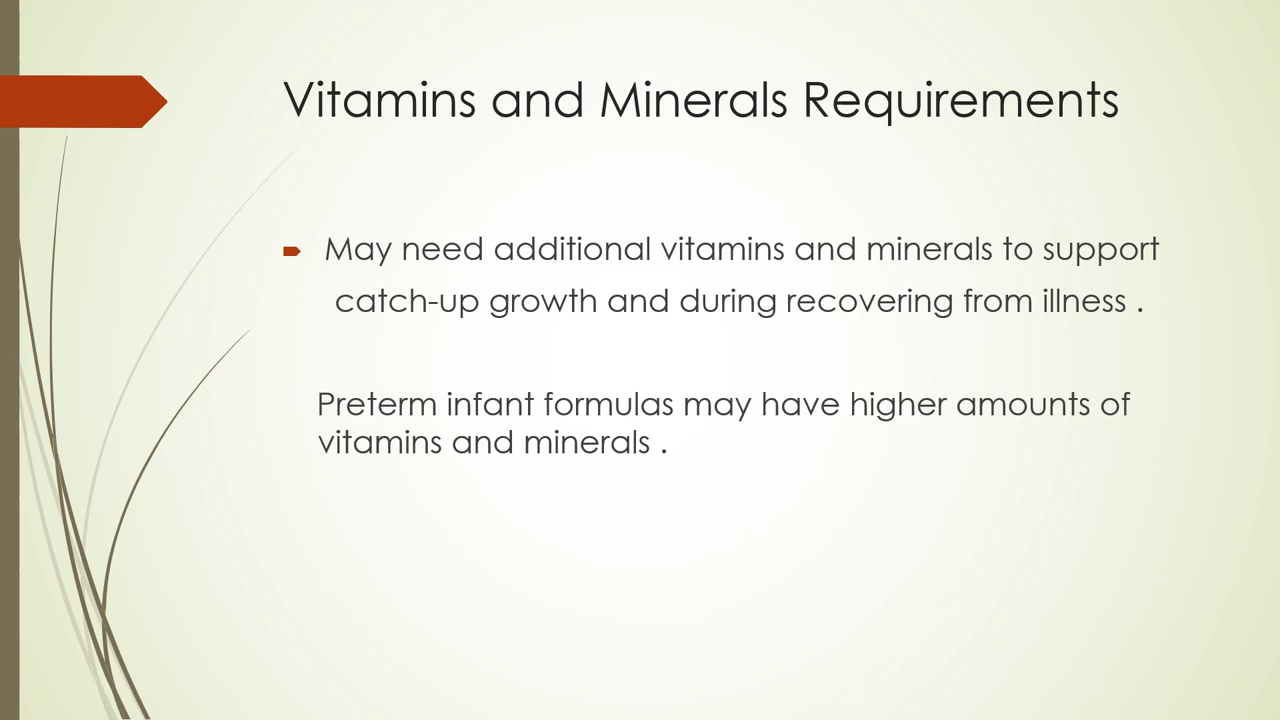 Vitamins and Minerals Requirements
May need additional vitamins and minerals to support
catch-up growth and during recovering from illness .
Preterm infant formulas may have higher amounts of
vitamins and minerals .